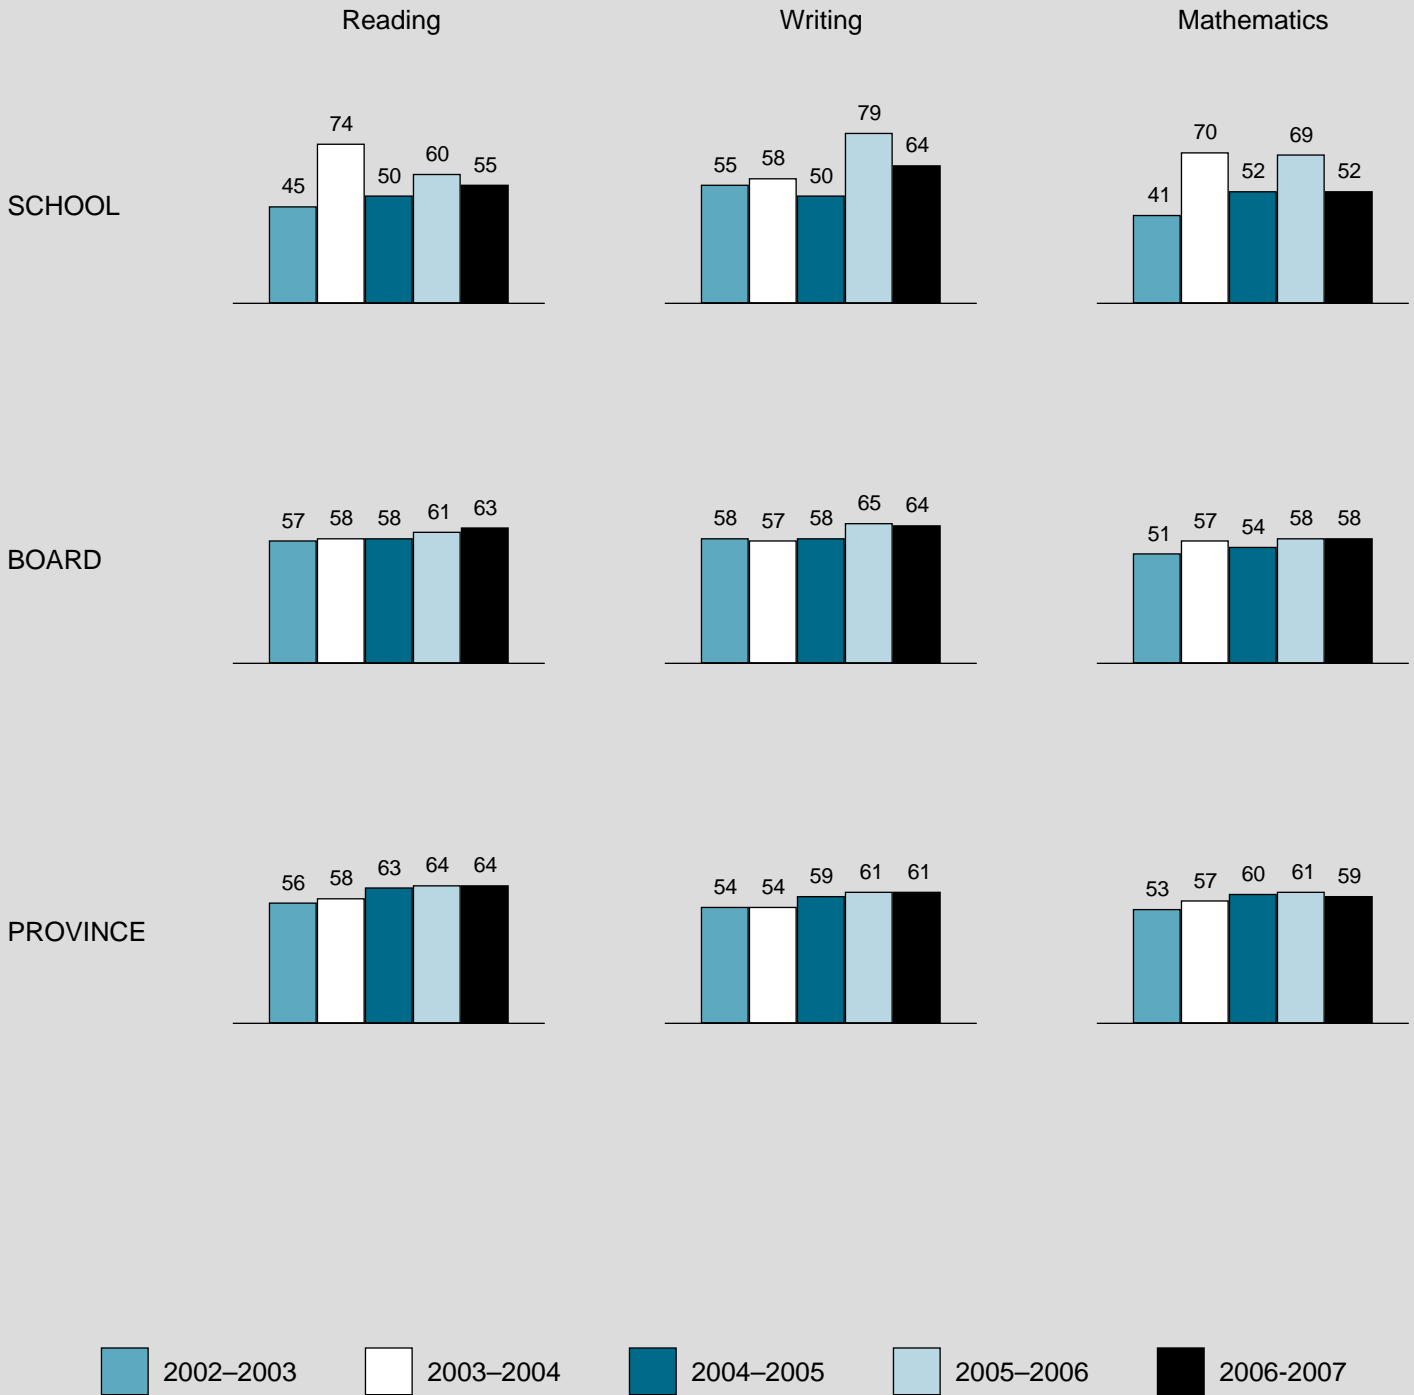 Reading Writing Mathematics
SCHOOL
45 74 50 60 55
55 58 50 79 64
41 70 52 69 52
BOARD
57 58 58 61 63
58 57 58 65 64
51 57 54 58 58
PROVINCE
56 58 63 64 64
54 54 59 61 61
53 57 60 61 59
2002–2003 2003–2004 2004–2005 2005–2006 2006-2007